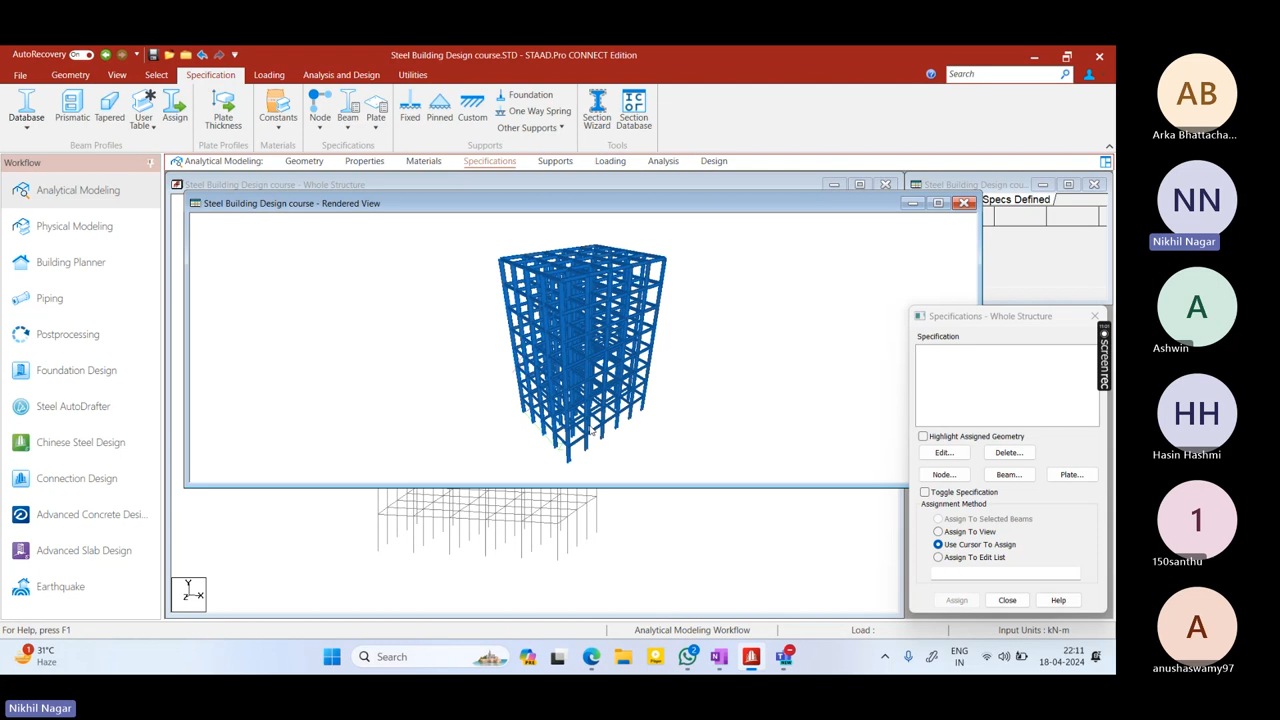 AutoRecovery On
Steel Building Design course.STD - STAAD.Pro CONNECT Edition
File Geometry View Select Specification Loading Analysis and Design Utilities
Search
Database Prismatic Tapered User Table Assign
Beam Profiles
Plate Thickness
Plate Profiles
Constants
Materials
Node Beam Plate
Specifications
Fixed Pinned Custom
Foundation
One Way Spring
Other Supports
Supports
Section Wizard Section Database
Tools
Workflow
Analytical Modeling: Geometry Properties Materials Specifications Supports Loading Analysis Design
Analytical Modeling
Physical Modeling
Building Planner
Piping
Postprocessing
Foundation Design
Steel AutoDrafter
Chinese Steel Design
Connection Design
Advanced Concrete Desi...
Advanced Slab Design
Earthquake
Steel Building Design course - Whole Structure
Steel Building Design cou...
Steel Building Design course - Rendered View
Specs Defined
Y
Z
X
Specifications - Whole Structure
Specification
Highlight Assigned Geometry
Edit... Delete...
Node... Beam... Plate...
Toggle Specification
Assignment Method
Assign To Selected Beams
Assign To View
Use Cursor To Assign
Assign To Edit List
Assign Close Help
screen rec
For Help, press F1
Analytical Modeling Workflow
Load :
Input Units : kN-m
31°C
Haze
Search
ENG
IN
22:11
18-04-2024
AB
Arka Bhattacha...
NN
Nikhil Nagar
A
Ashwin
HH
Hasin Hashmi
1
150santhu
A
anushaswamy97
Nikhil Nagar